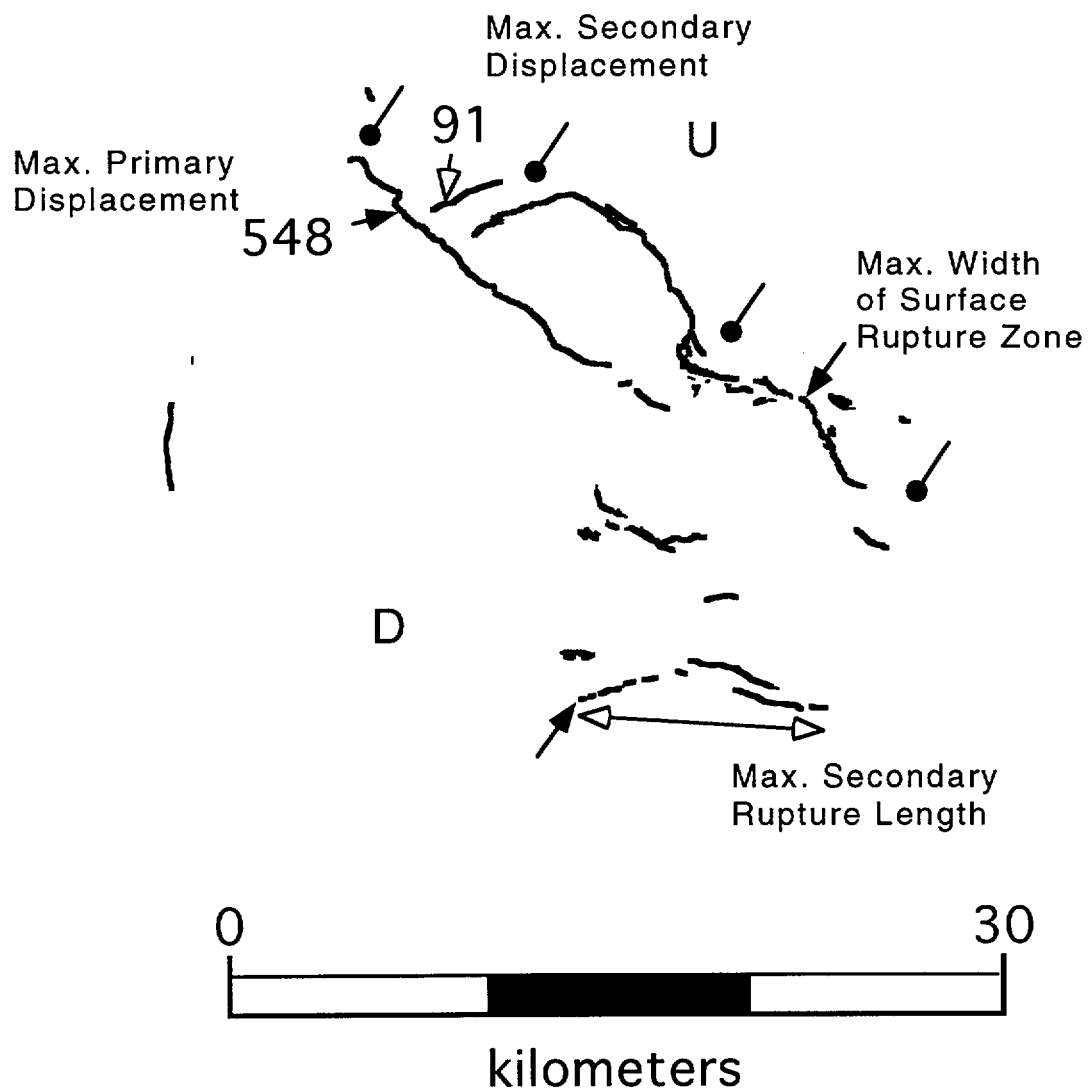 Max. Secondary
Displacement
91
U
Max. Primary
Displacement
548
Max. Width
of Surface
Rupture Zone
D
Max. Secondary
Rupture Length
0
30
kilometers